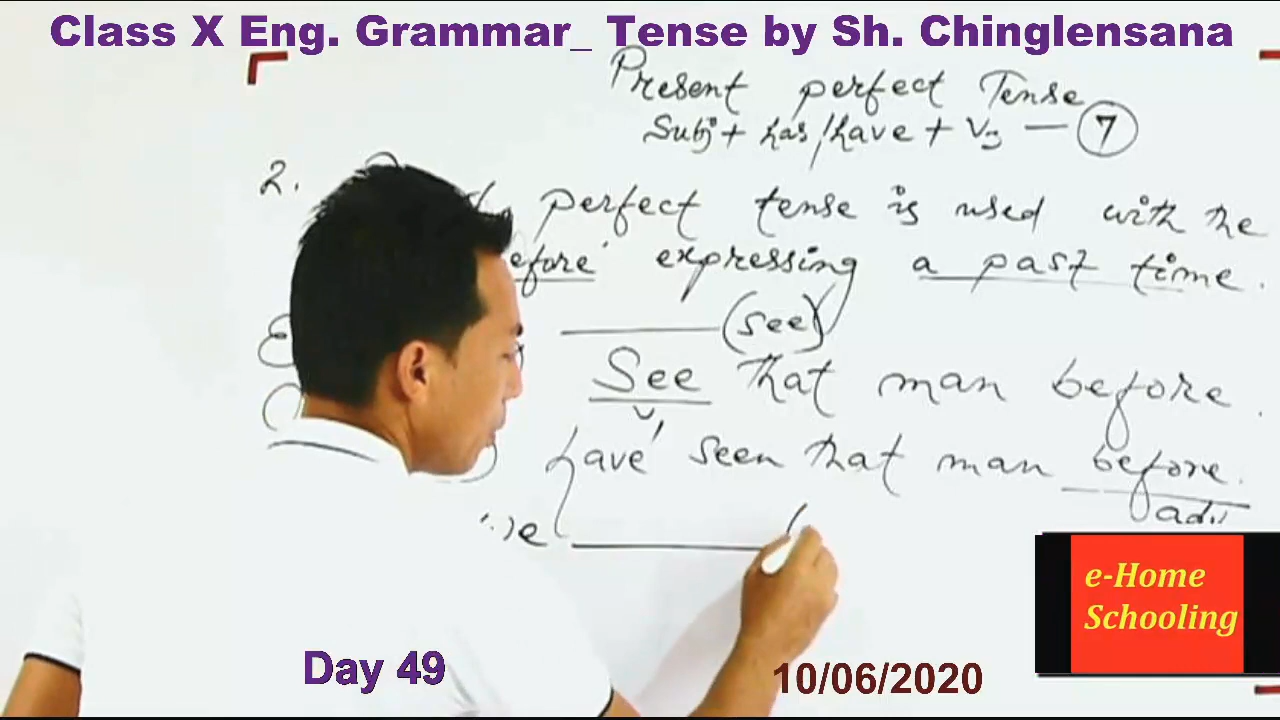 Class X Eng. Grammar_ Tense by Sh. Chinglensana
Present perfect Tense
Subj + has/have + V3 — 7
2. perfect tense is used with the
efore' expressing a past time.
(see)
See that man before.
V1
have seen that man before.
adv
e-Home
Schooling
Day 49
10/06/2020